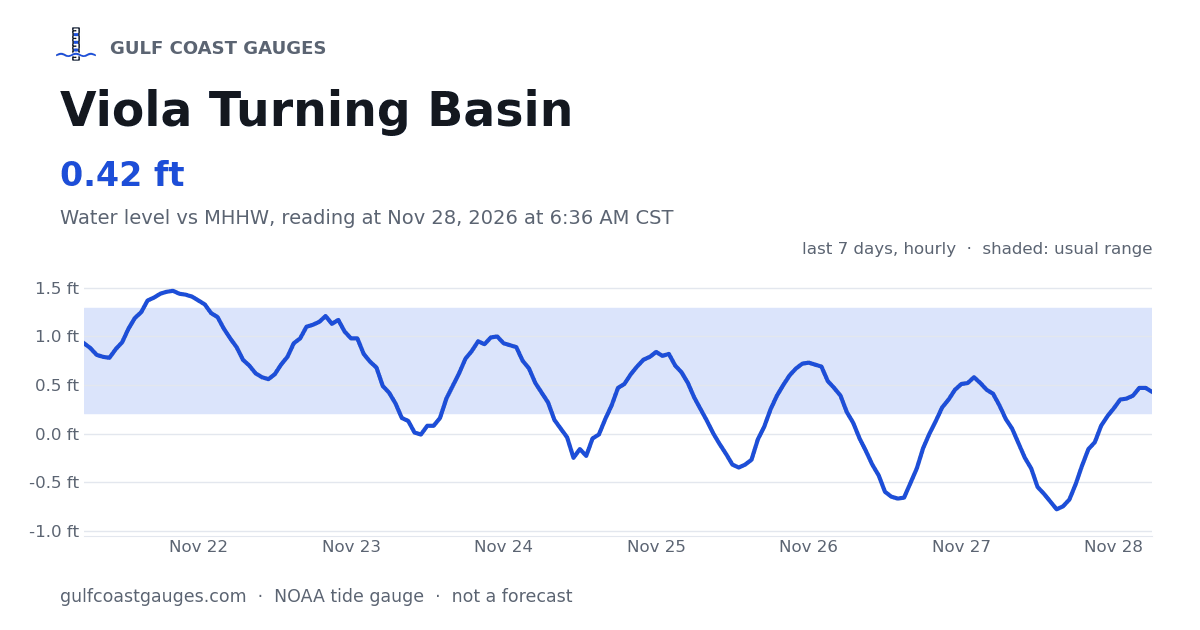 GULF COAST GAUGES
Viola Turning Basin
0.42 ft
Water level vs MHHW, reading at Nov 28, 2026 at 6:36 AM CST
last 7 days, hourly · shaded: usual range
1.5 ft
1.0 ft
0.5 ft
0.0 ft
-0.5 ft
-1.0 ft
Nov 22 Nov 23 Nov 24 Nov 25 Nov 26 Nov 27 Nov 28
gulfcoastgauges.com · NOAA tide gauge · not a forecast